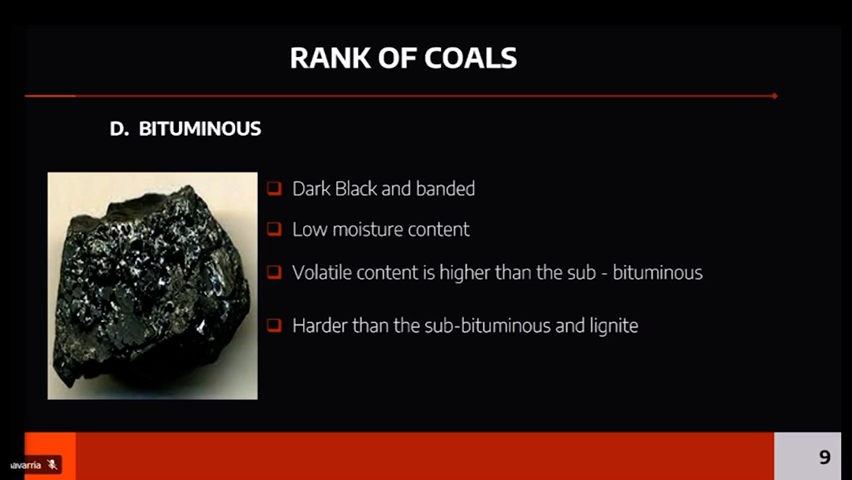 RANK OF COALS
D. BITUMINOUS
Dark Black and banded
Low moisture content
Volatile content is higher than the sub - bituminous
Harder than the sub-bituminous and lignite
avarria
9